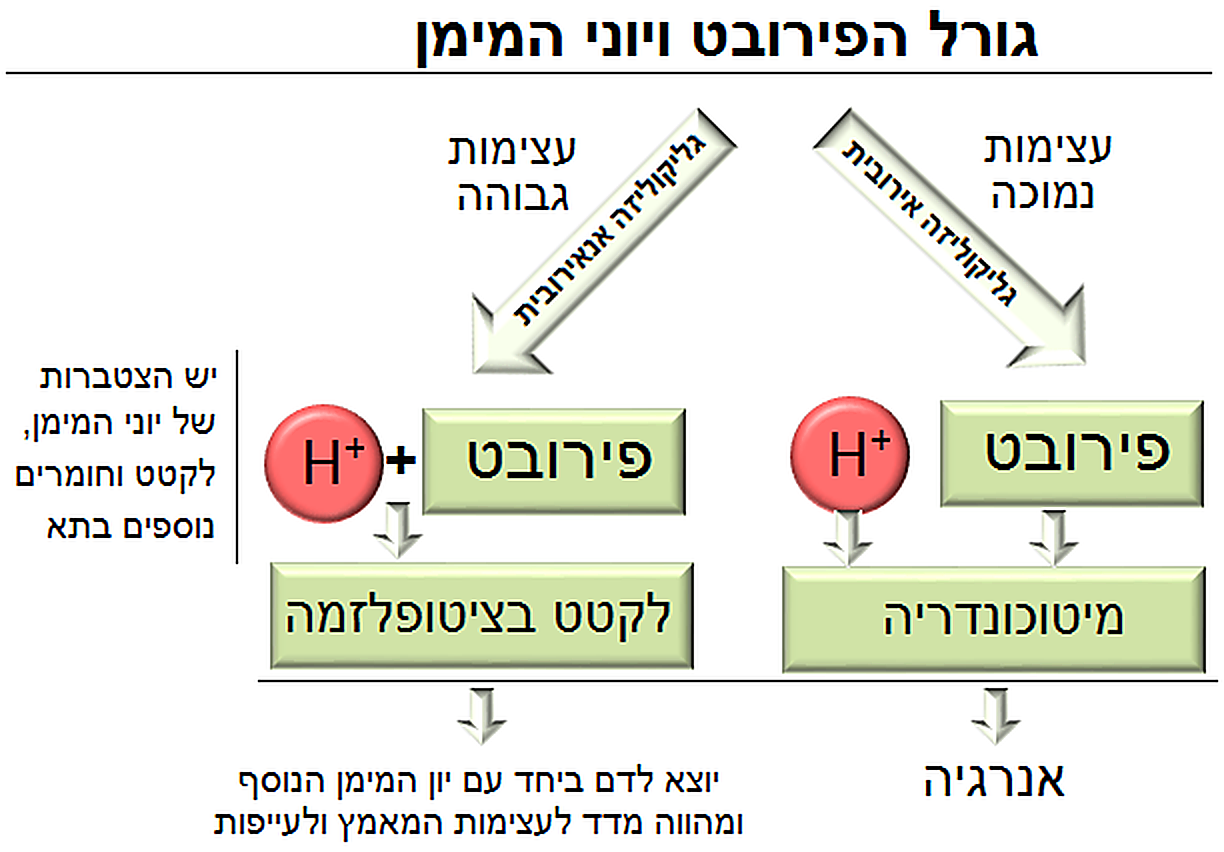 גורל הפירובט ויוני המימן
עצימות
נמוכה
גליקוליזה אירובית
עצימות
גבוהה
גליקוליזה אנאירובית
פירובט
H+
מיטוכונדריה
אנרגיה
פירובט
+
H+
לקטט בציטופלזמה
יש הצטברות
של יוני המימן,
לקטט וחומרים
נוספים בתא
יוצא לדם ביחד עם יון המימן הנוסף
ומהווה מדד לעצימות המאמץ ולעייפות